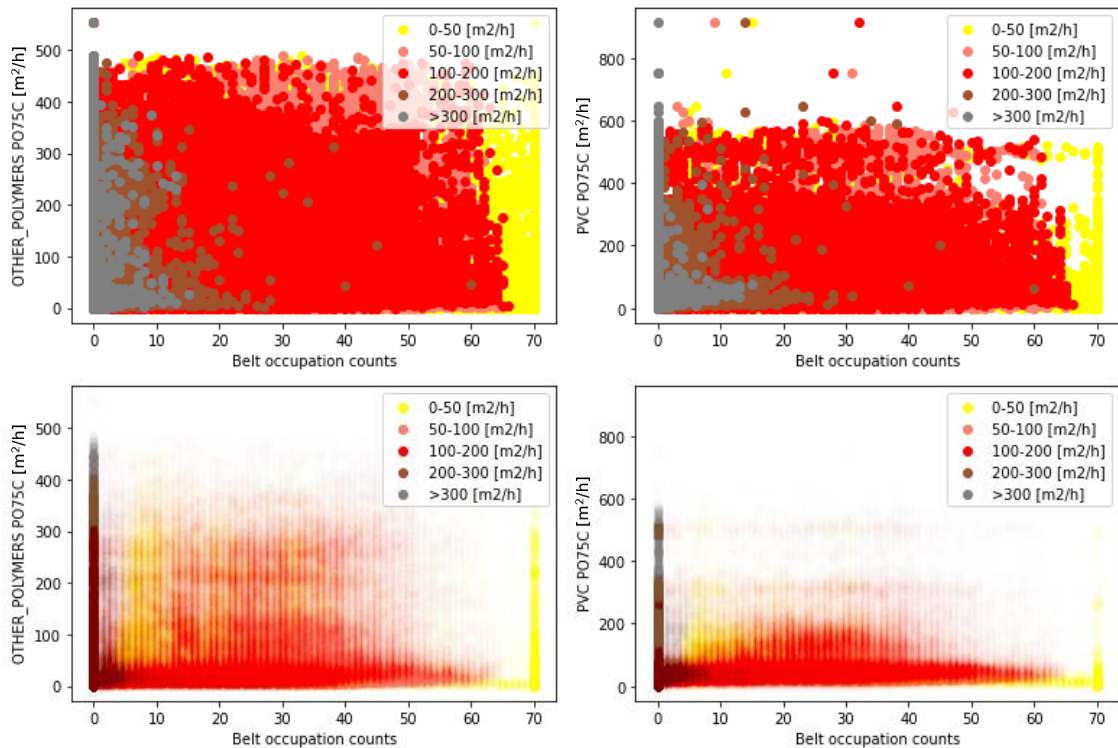 OTHER_POLYMERS PO75C [m²/h]
500
400
300
200
100
0
0-50 [m2/h]
50-100 [m2/h]
100-200 [m2/h]
200-300 [m2/h]
>300 [m2/h]
0 10 20 30 40 50 60 70
Belt occupation counts
PVC PO75C [m²/h]
800
600
400
200
0
0-50 [m2/h]
50-100 [m2/h]
100-200 [m2/h]
200-300 [m2/h]
>300 [m2/h]
0 10 20 30 40 50 60 70
Belt occupation counts
OTHER_POLYMERS PO75C [m²/h]
500
400
300
200
100
0
0-50 [m2/h]
50-100 [m2/h]
100-200 [m2/h]
200-300 [m2/h]
>300 [m2/h]
0 10 20 30 40 50 60 70
Belt occupation counts
PVC PO75C [m²/h]
800
600
400
200
0
0-50 [m2/h]
50-100 [m2/h]
100-200 [m2/h]
200-300 [m2/h]
>300 [m2/h]
0 10 20 30 40 50 60 70
Belt occupation counts